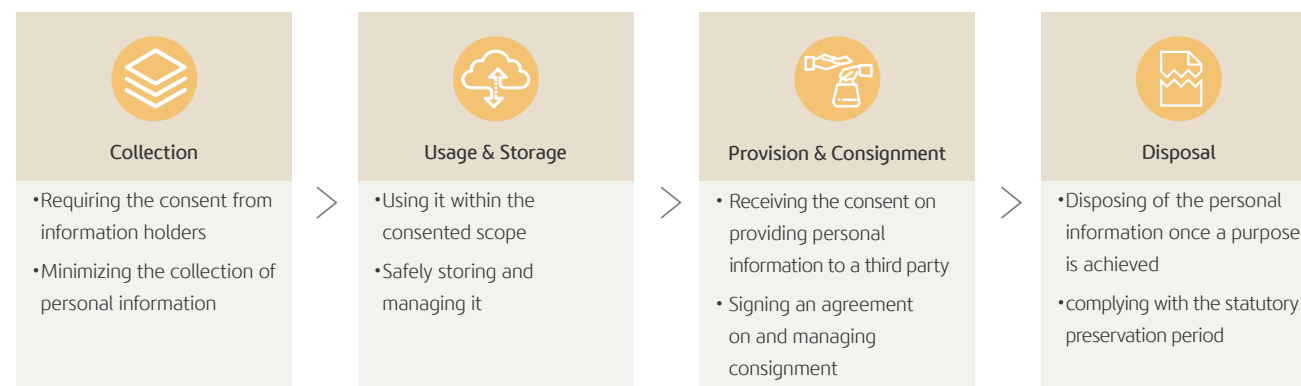 Collection
•Requiring the consent from
information holders
•Minimizing the collection of
personal information
Usage & Storage
•Using it within the
consented scope
•Safely storing and
managing it
Provision & Consignment
• Receiving the consent on
providing personal
information to a third party
• Signing an agreement
on and managing
consignment
Disposal
•Disposing of the personal
information once a purpose
is achieved
•complying with the statutory
preservation period